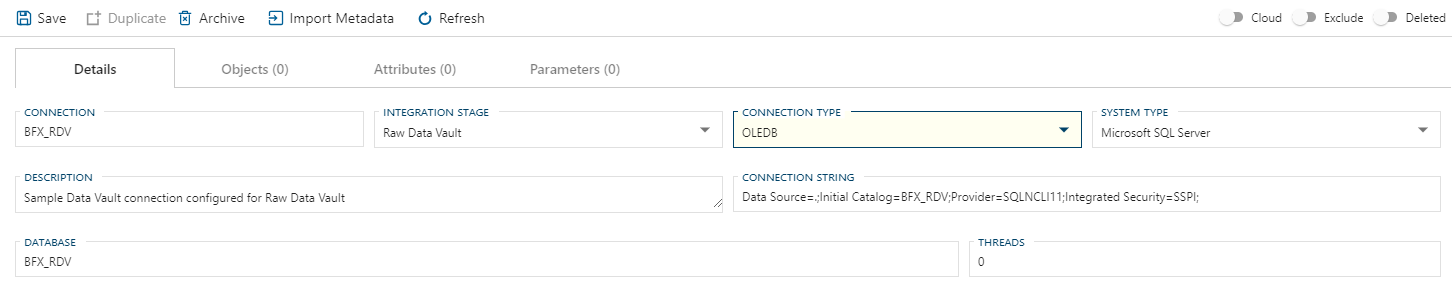 Save Duplicate Archive Import Metadata Refresh Cloud Exclude Deleted
Details Objects (0) Attributes (0) Parameters (0)
CONNECTION INTEGRATION STAGE CONNECTION TYPE SYSTEM TYPE
BFX_RDV Raw Data Vault OLEDB Microsoft SQL Server
DESCRIPTION CONNECTION STRING
Sample Data Vault connection configured for Raw Data Vault Data Source=.;Initial Catalog=BFX_RDV;Provider=SQLNCLI11;Integrated Security=SSPI;
DATABASE THREADS
BFX_RDV 0